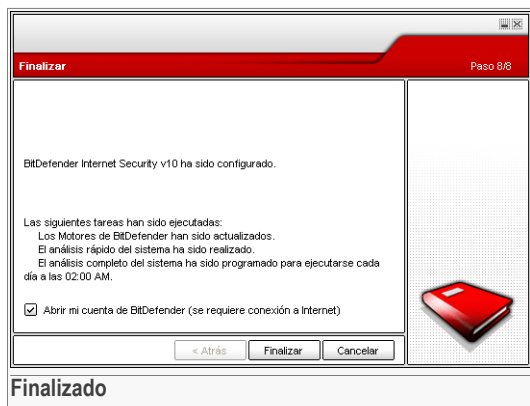 Finalizar
Paso 8/8
BitDefender Internet Security v10 ha sido configurado.
Las siguientes tareas han sido ejecutadas:
Los Motores de BitDefender han sido actualizados.
El análisis rápido del sistema ha sido realizado.
El análisis completo del sistema ha sido programado para ejecutarse cada
día a las 02:00 AM.
Abrir mi cuenta de BitDefender (se requiere conexión a Internet)
< Atrás
Finalizar
Cancelar
Finalizado